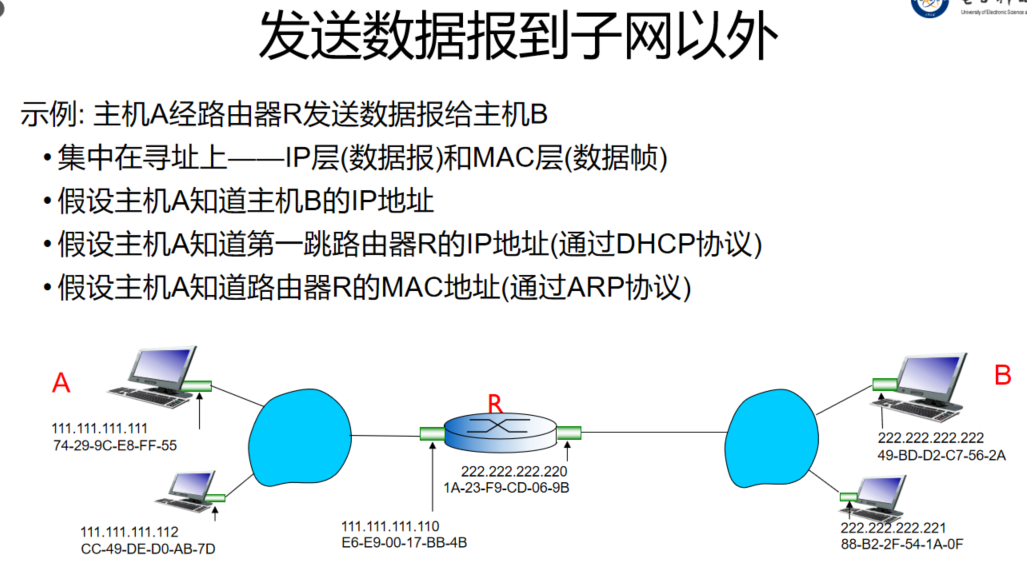 发送数据报到子网以外
示例: 主机A经路由器R发送数据报给主机B
• 集中在寻址上——IP层(数据报)和MAC层(数据帧)
• 假设主机A知道主机B的IP地址
• 假设主机A知道第一跳路由器R的IP地址(通过DHCP协议)
• 假设主机A知道路由器R的MAC地址(通过ARP协议)
A
R
B
111.111.111.111
74-29-9C-E8-FF-55
222.222.222.222
49-BD-D2-C7-56-2A
222.222.222.220
1A-23-F9-CD-06-9B
111.111.111.112
CC-49-DE-D0-AB-7D
111.111.111.110
E6-E9-00-17-BB-4B
222.222.222.221
88-B2-2F-54-1A-0F